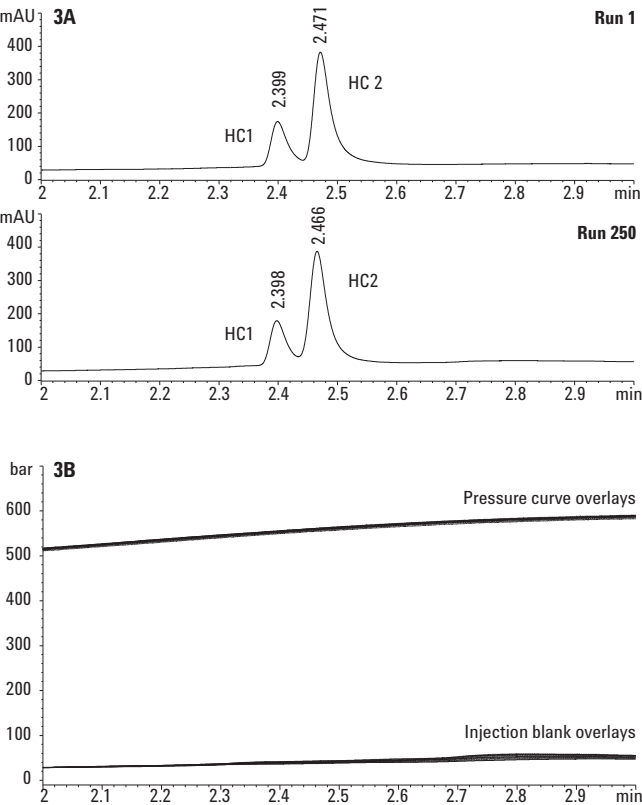 mAU 3A Run 1
400
300
200
100
0
2.399
2.471
HC1
HC 2
2 2.1 2.2 2.3 2.4 2.5 2.6 2.7 2.8 2.9 min
mAU Run 250
400
300
200
100
0
2.398
2.466
HC1
HC2
2 2.1 2.2 2.3 2.4 2.5 2.6 2.7 2.8 2.9 min
bar 3B
600
500
400
300
200
100
0
Pressure curve overlays
Injection blank overlays
2 2.1 2.2 2.3 2.4 2.5 2.6 2.7 2.8 2.9 min